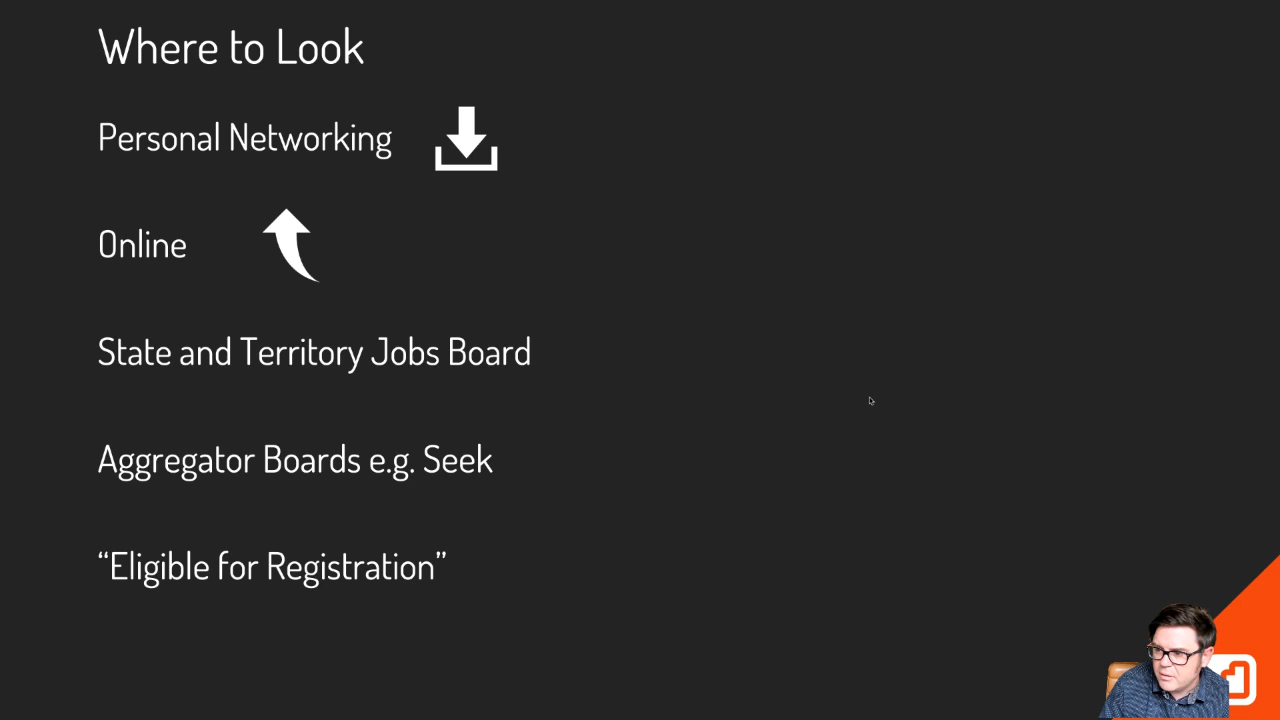 Where to Look
Personal Networking
Online
State and Territory Jobs Board
Aggregator Boards e.g. Seek
“Eligible for Registration”